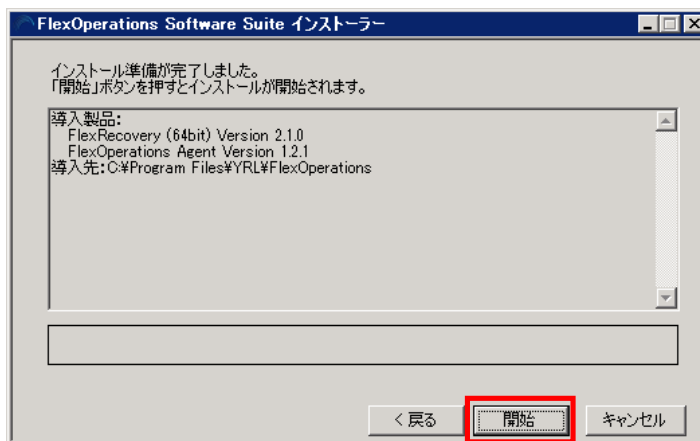 FlexOperations Software Suite インストーラー
インストール準備が完了しました。
「開始」ボタンを押すとインストールが開始されます。
導入製品:
FlexRecovery (64bit) Version 2.1.0
FlexOperations Agent Version 1.2.1
導入先:C:¥Program Files¥YRL¥FlexOperations
< 戻る
開始
キャンセル